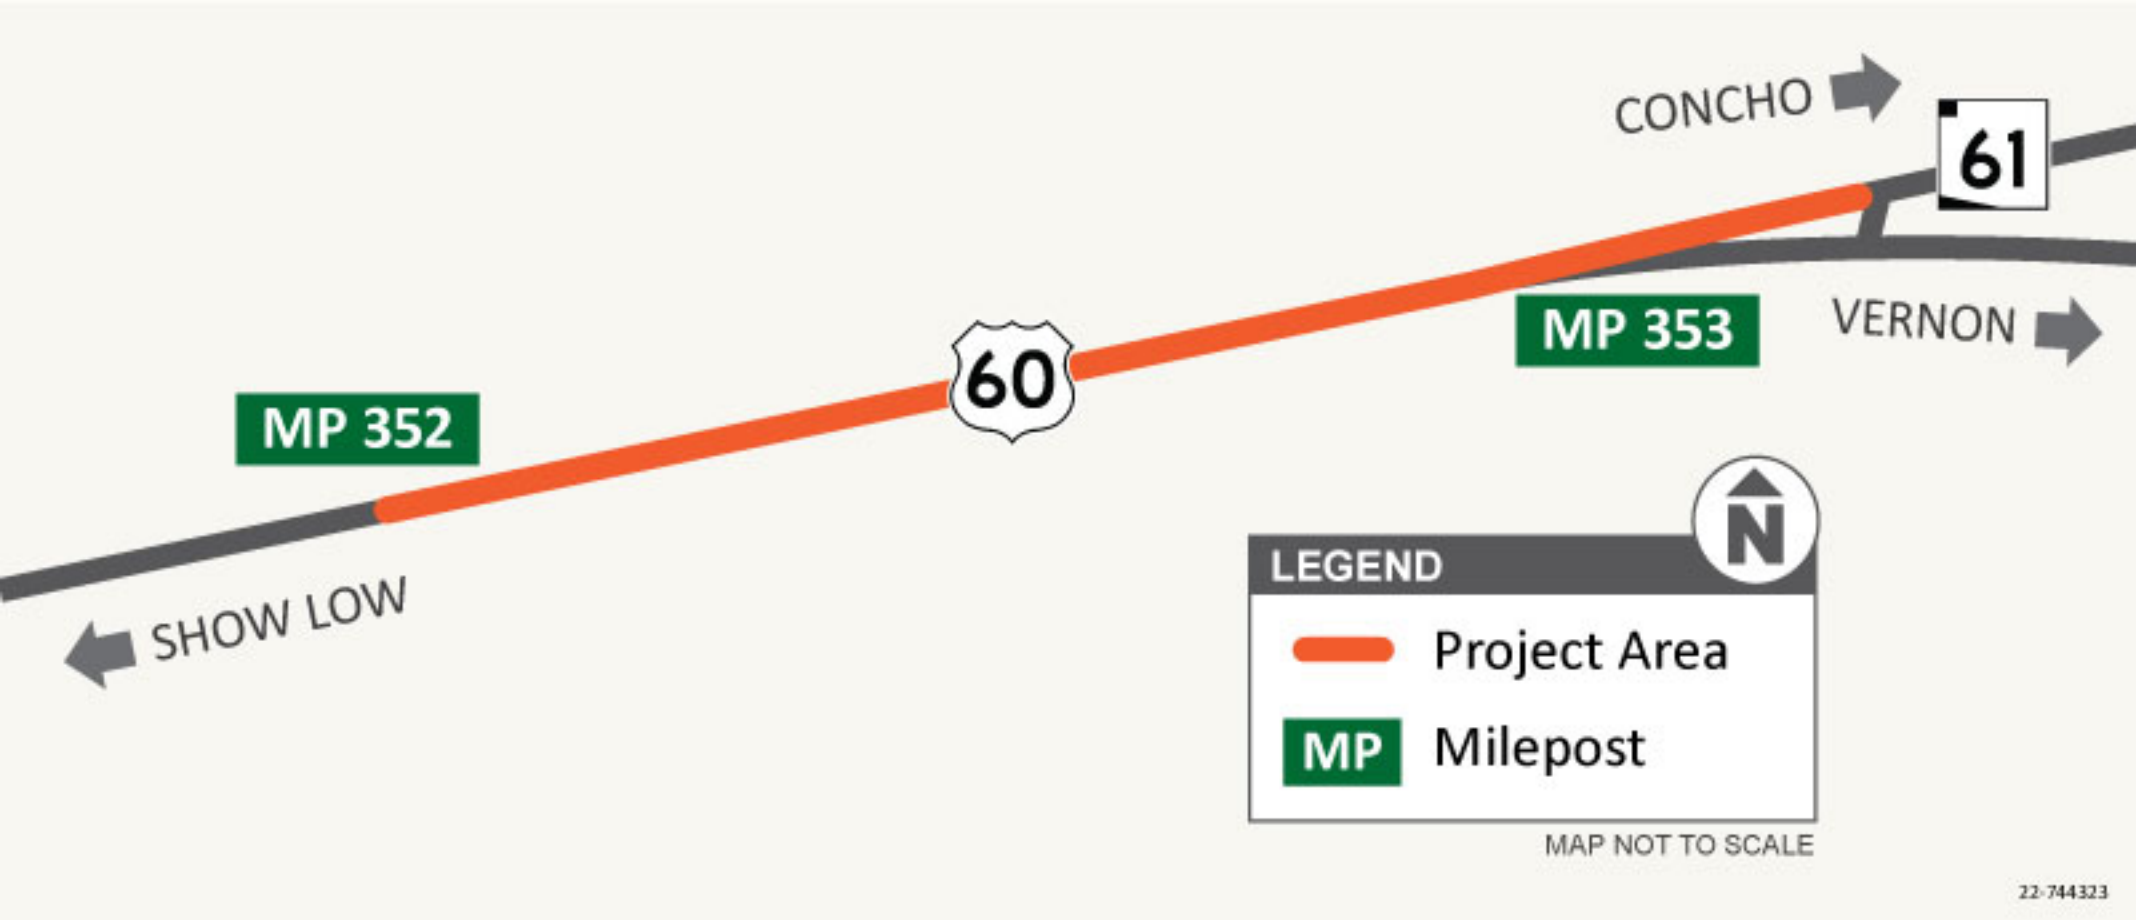 CONCHO
61
MP 353
VERNON
60
MP 352
SHOW LOW
N
LEGEND
Project Area
MP Milepost
MAP NOT TO SCALE
22-744323